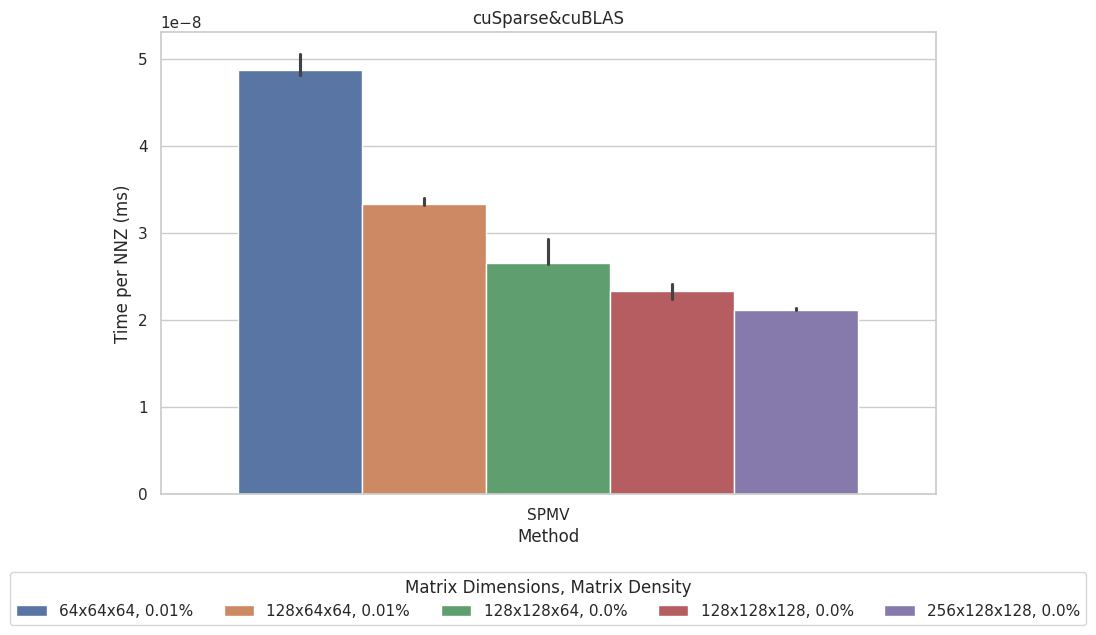 cuSparse&cuBLAS
1e−8
5
4
3
2
1
0
Time per NNZ (ms)
SPMV
Method
Matrix Dimensions, Matrix Density
64x64x64, 0.01% 128x64x64, 0.01% 128x128x64, 0.0% 128x128x128, 0.0% 256x128x128, 0.0%